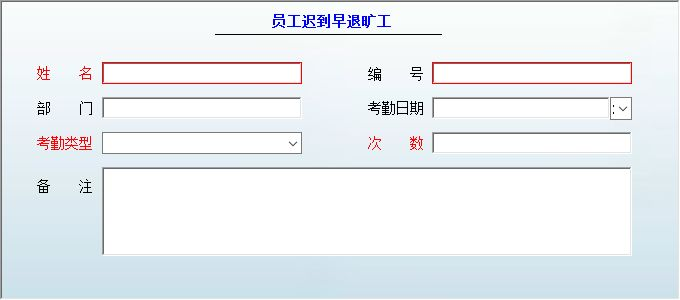 员工迟到早退旷工
姓 名 编 号
部 门 考勤日期
考勤类型 次 数
备 注